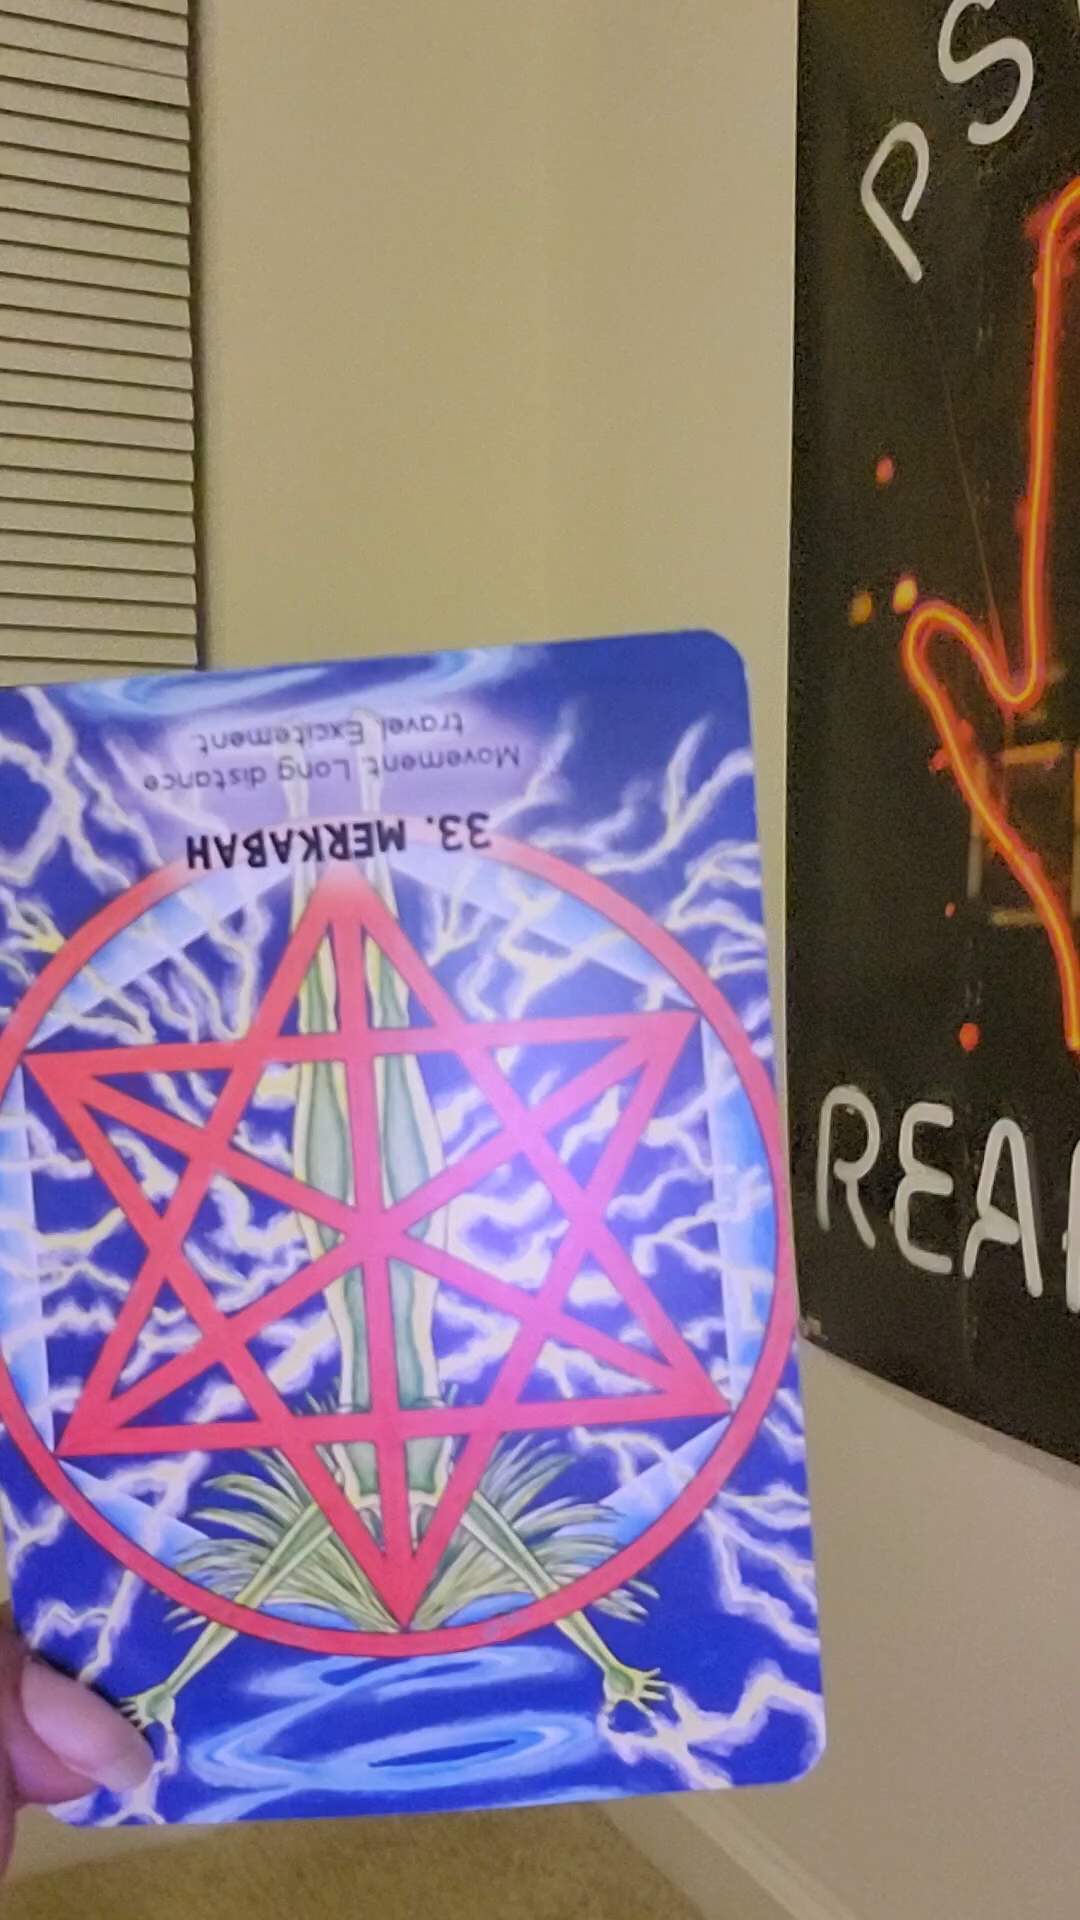 33. MERKABAH
Movement Long distance
travel Excitement
PS
REA